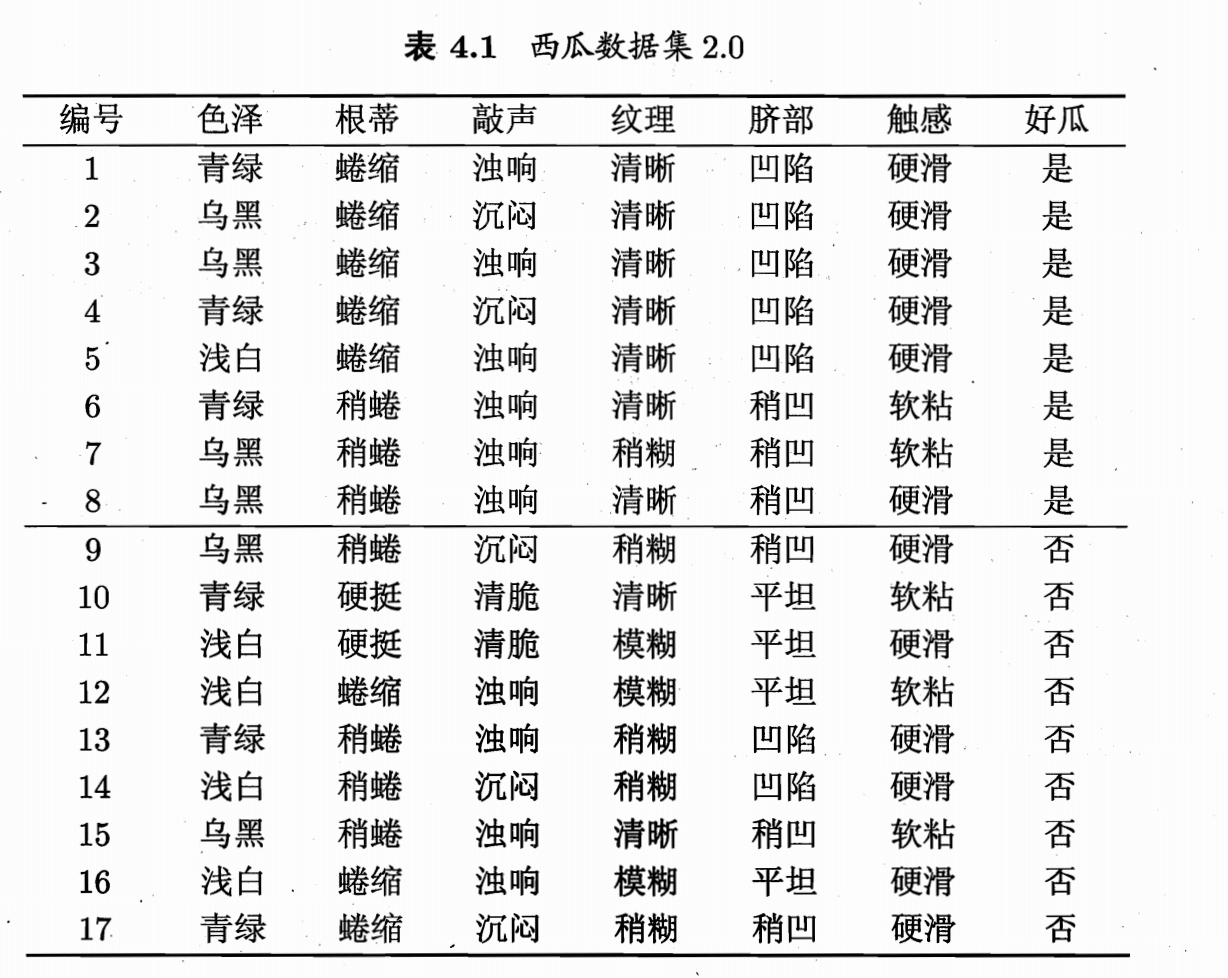 表 4.1 西瓜数据集 2.0
编号 色泽 根蒂 敲声 纹理 脐部 触感 好瓜
1 青绿 蜷缩 浊响 清晰 凹陷 硬滑 是
2 乌黑 蜷缩 沉闷 清晰 凹陷 硬滑 是
3 乌黑 蜷缩 浊响 清晰 凹陷 硬滑 是
4 青绿 蜷缩 沉闷 清晰 凹陷 硬滑 是
5 浅白 蜷缩 浊响 清晰 凹陷 硬滑 是
6 青绿 稍蜷 浊响 清晰 稍凹 软粘 是
7 乌黑 稍蜷 浊响 稍糊 稍凹 软粘 是
8 乌黑 稍蜷 浊响 清晰 稍凹 硬滑 是
9 乌黑 稍蜷 沉闷 稍糊 稍凹 硬滑 否
10 青绿 硬挺 清脆 清晰 平坦 软粘 否
11 浅白 硬挺 清脆 模糊 平坦 硬滑 否
12 浅白 蜷缩 浊响 模糊 平坦 软粘 否
13 青绿 稍蜷 浊响 稍糊 凹陷 硬滑 否
14 浅白 稍蜷 沉闷 稍糊 凹陷 硬滑 否
15 乌黑 稍蜷 浊响 清晰 稍凹 软粘 否
16 浅白 蜷缩 浊响 模糊 平坦 硬滑 否
17 青绿 蜷缩 沉闷 稍糊 稍凹 硬滑 否